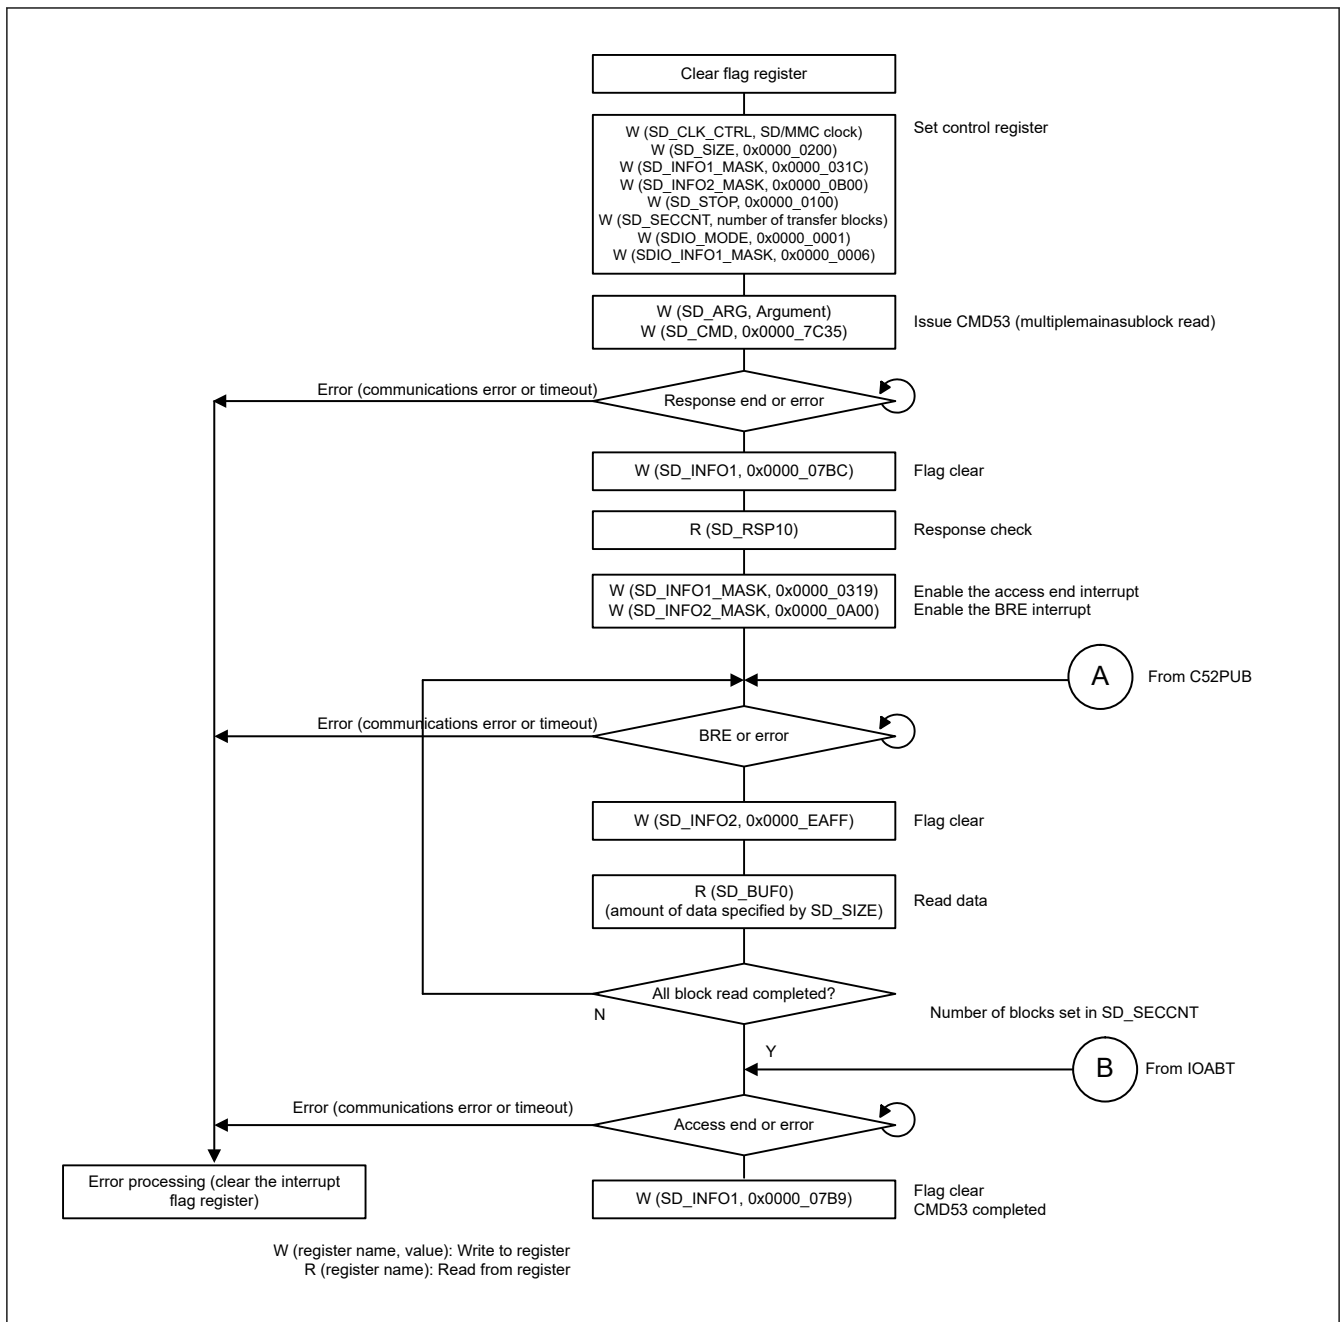 Clear flag register
W (SD_CLK_CTRL, SD/MMC clock)
W (SD_SIZE, 0x0000_0200)
W (SD_INFO1_MASK, 0x0000_031C)
W (SD_INFO2_MASK, 0x0000_0B00)
W (SD_STOP, 0x0000_0100)
W (SD_SECCNT, number of transfer blocks)
W (SDIO_MODE, 0x0000_0001)
W (SDIO_INFO1_MASK, 0x0000_0006)
Set control register
W (SD_ARG, Argument)
W (SD_CMD, 0x0000_7C35)
Issue CMD53 (multiplemainasublock read)
Error (communications error or timeout)
Response end or error
W (SD_INFO1, 0x0000_07BC)
Flag clear
R (SD_RSP10)
Response check
W (SD_INFO1_MASK, 0x0000_0319)
W (SD_INFO2_MASK, 0x0000_0A00)
Enable the access end interrupt
Enable the BRE interrupt
A
From C52PUB
Error (communications error or timeout)
BRE or error
W (SD_INFO2, 0x0000_EAFF)
Flag clear
R (SD_BUF0)
(amount of data specified by SD_SIZE)
Read data
All block read completed?
N
Number of blocks set in SD_SECCNT
Y
B
From IOABT
Error (communications error or timeout)
Access end or error
Error processing (clear the interrupt
flag register)
W (SD_INFO1, 0x0000_07B9)
Flag clear
CMD53 completed
W (register name, value): Write to register
R (register name): Read from register